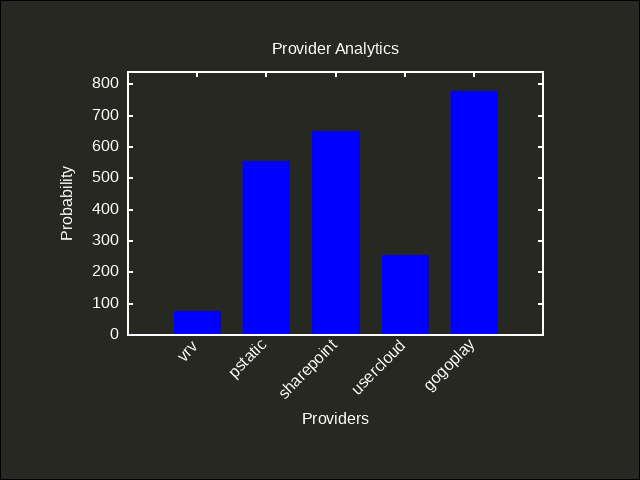 Provider Analytics
800
700
600
500
400
300
200
100
0
Probability
vrv
pstatic
sharepoint
usercloud
gogoplay
Providers